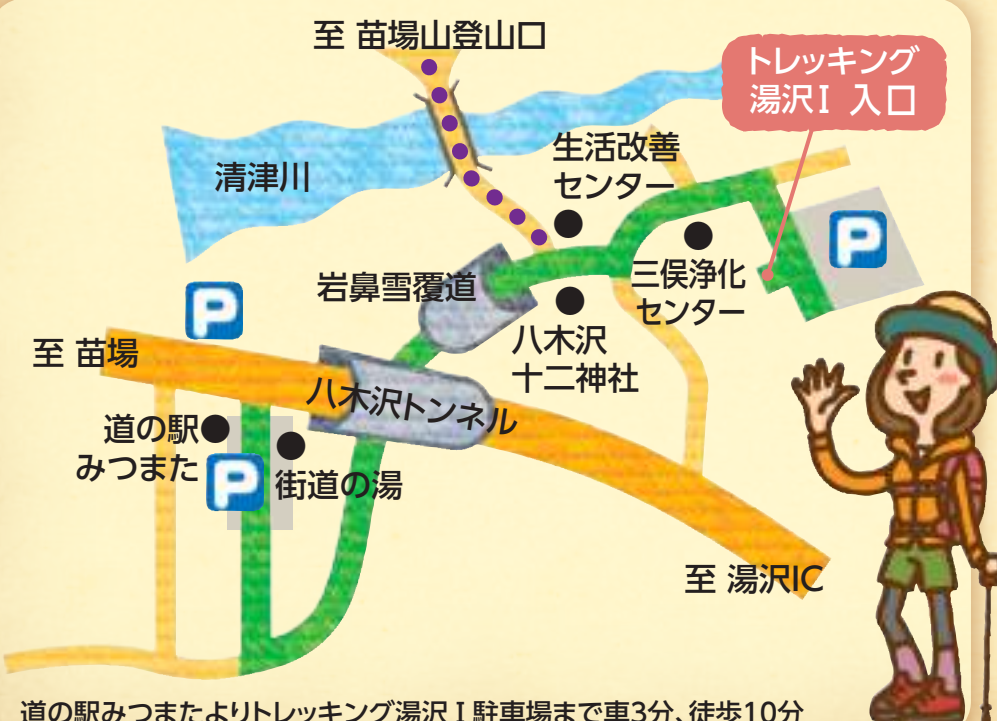 至 苗場山登山口
トレッキング
湯沢Ⅰ 入口
清津川
生活改善
センター
P
岩鼻雪覆道
三俣浄化
センター
P
八木沢
十二神社
至 苗場
八木沢トンネル
道の駅
みつまた
P
街道の湯
至 湯沢IC
道の駅みつまたよりトレッキング湯沢Ⅰ駐車場まで車3分、徒歩10分